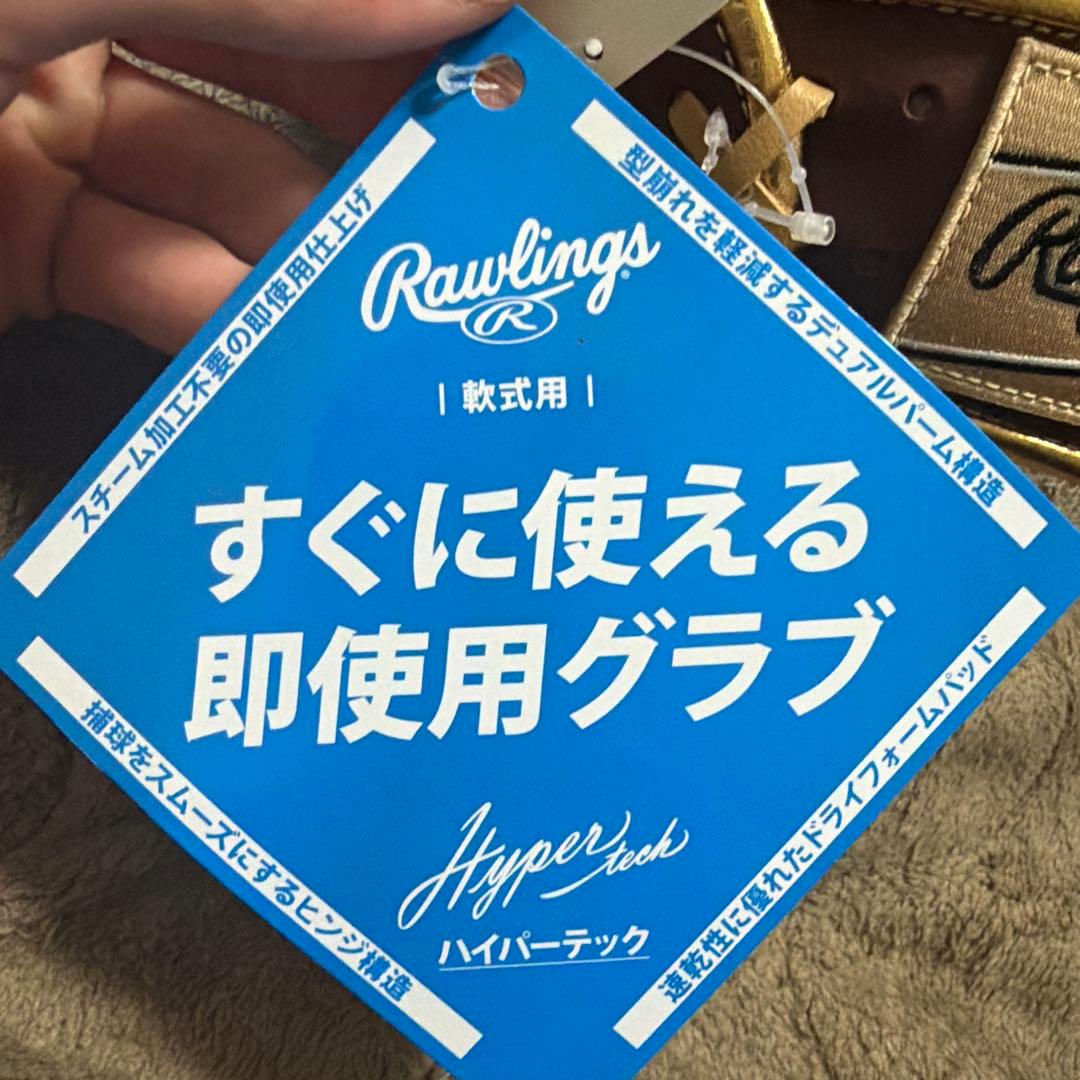 スチーム加工不要の即使用仕上げ
型崩れを軽減するデュアルパーム構造
Rawlings
R
軟式用
すぐに使える
即使用グラブ
Hyper tech
ハイパーテック
捕球をスムーズにするヒンジ構造
速乾性に優れたドライフォームパッド